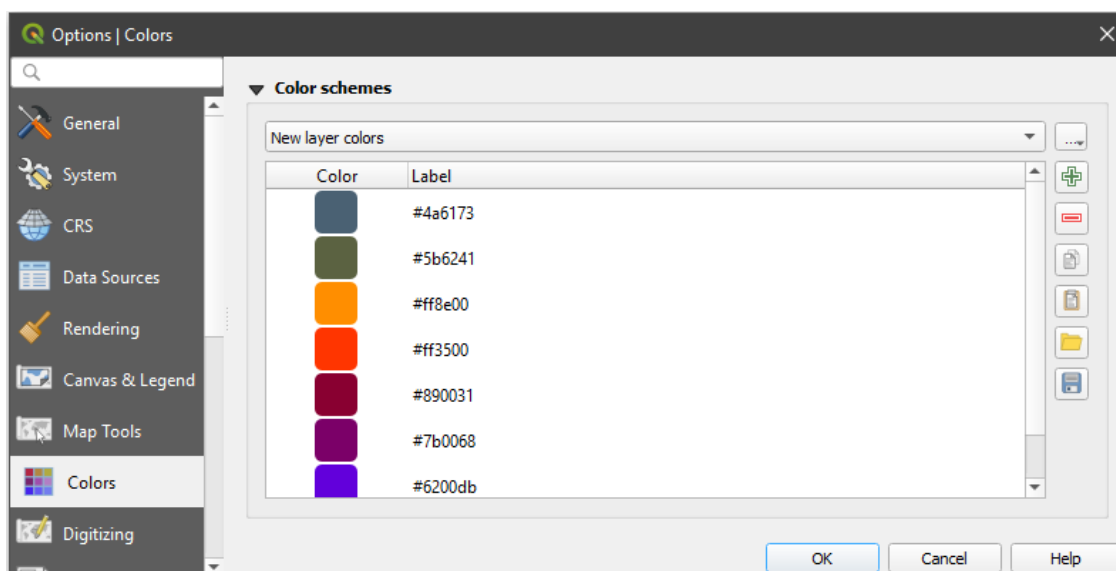 Options | Colors
General
System
CRS
Data Sources
Rendering
Canvas & Legend
Map Tools
Colors
Digitizing
Color schemes
New layer colors
...
Color Label
#4a6173
#5b6241
#ff8e00
#ff3500
#890031
#7b0068
#6200db
OK Cancel Help